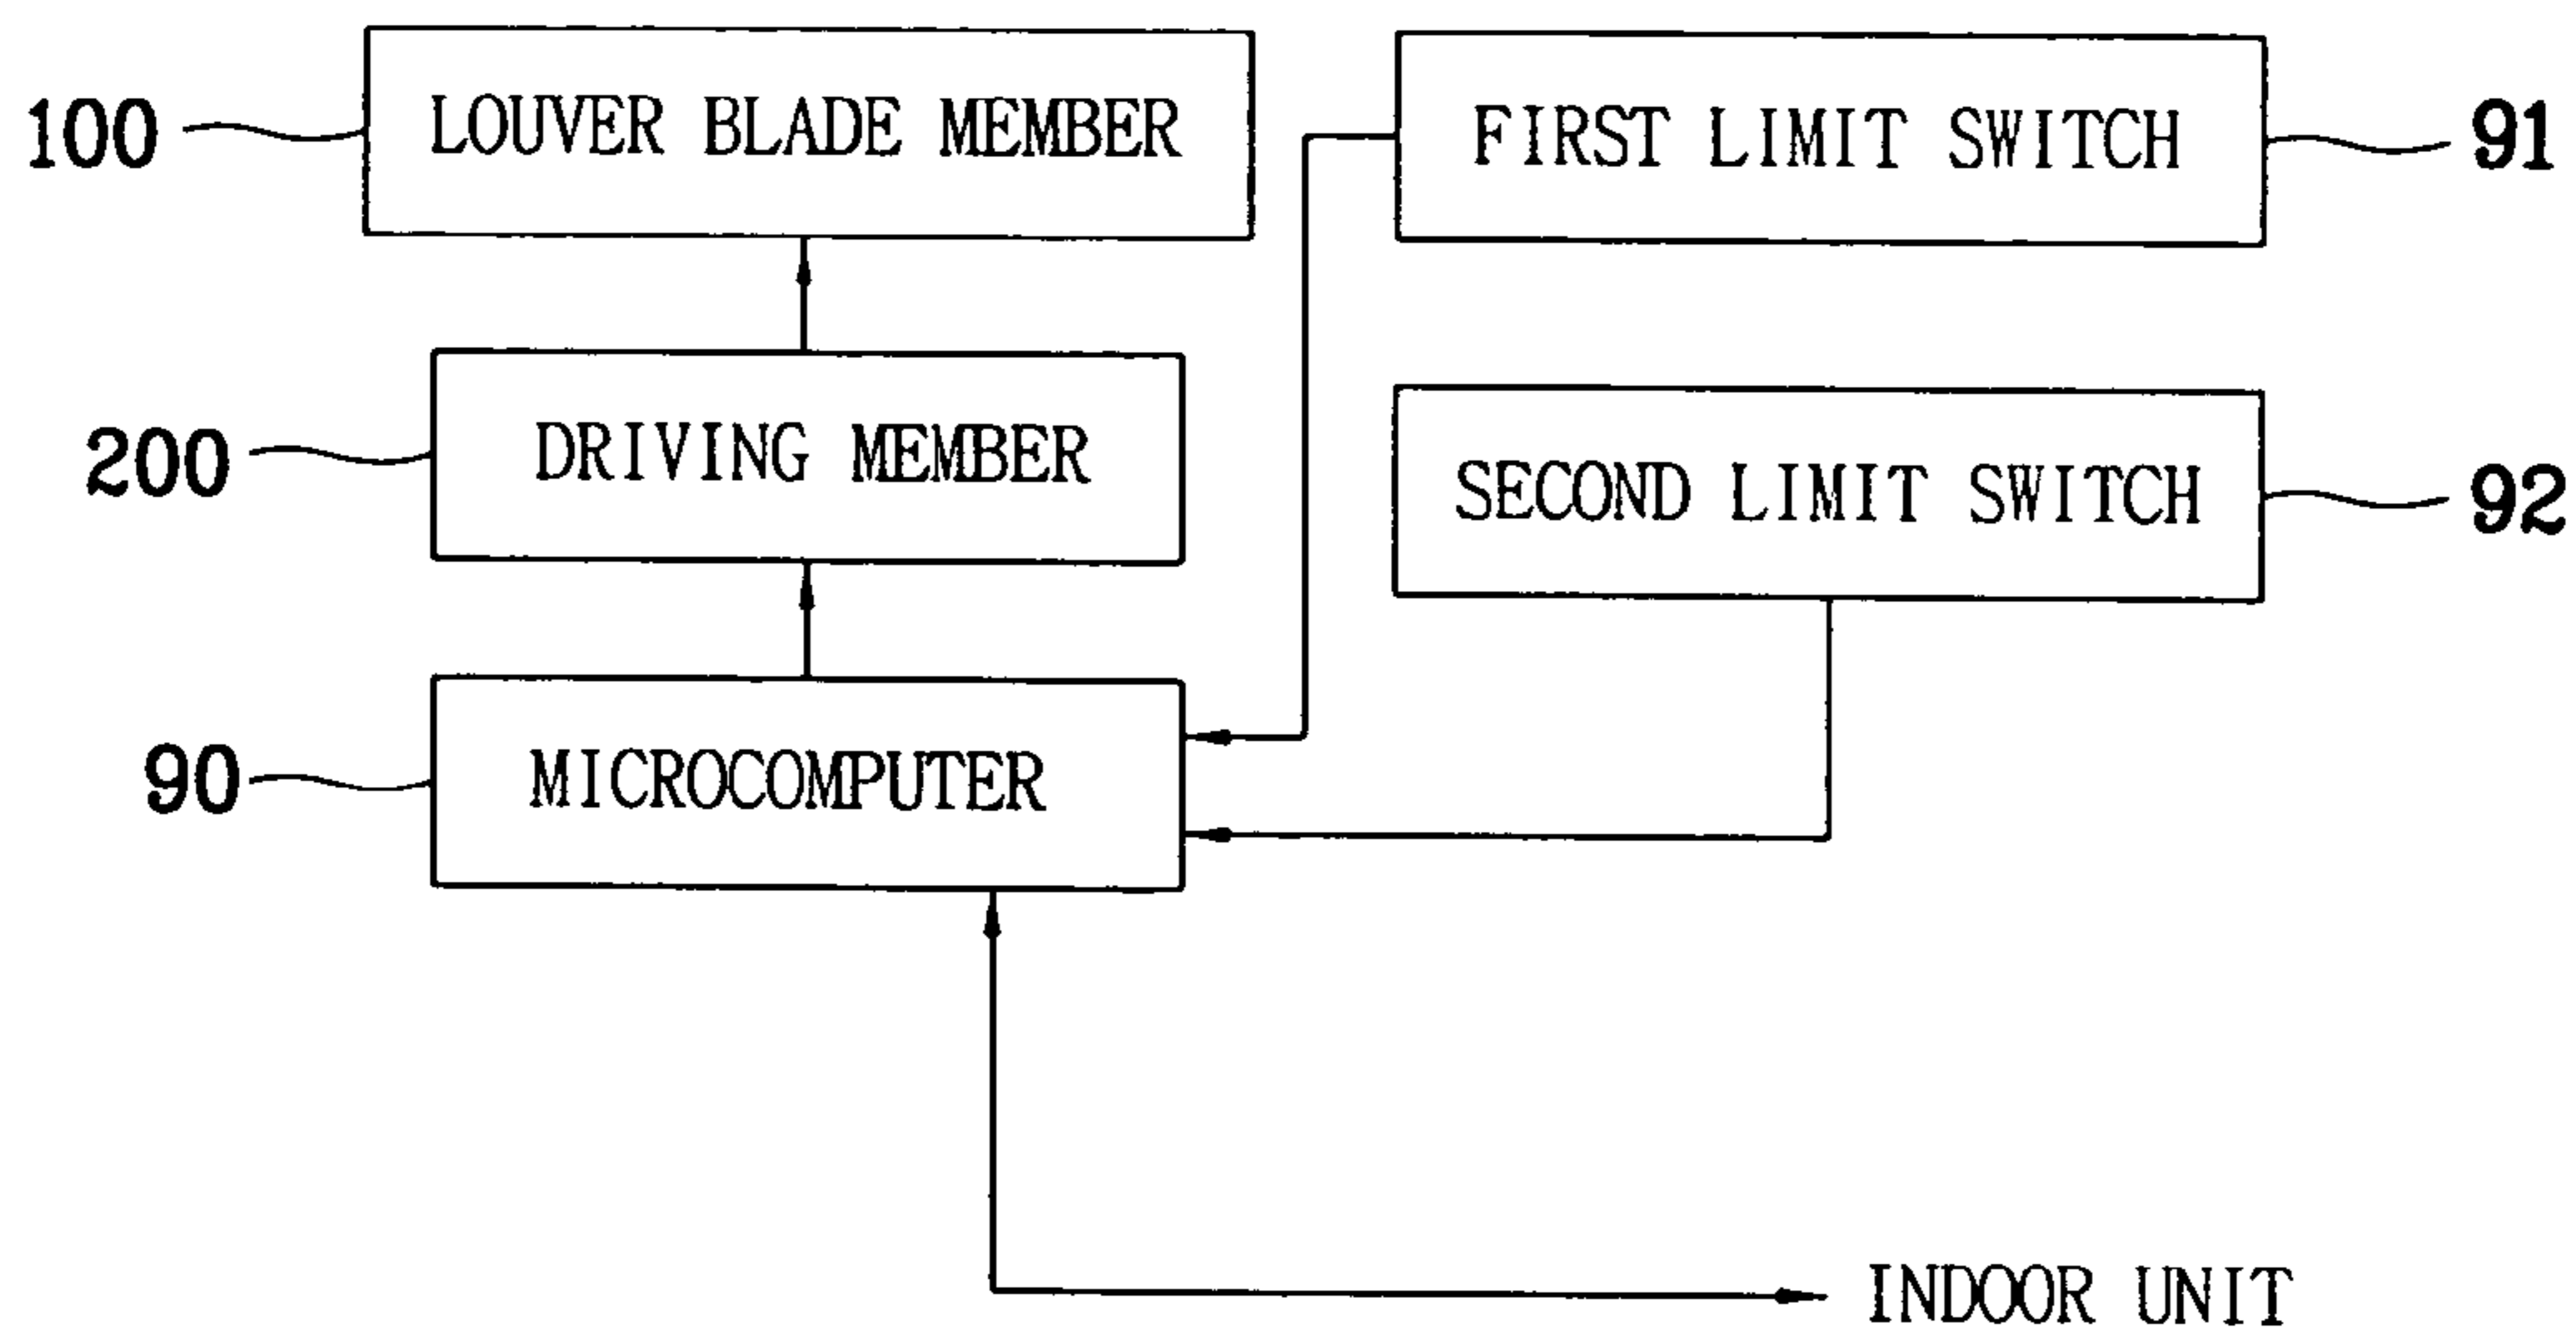 100 LOUVER BLADE MEMBER
FIRST LIMIT SWITCH 91
200 DRIVING MEMBER
SECOND LIMIT SWITCH 92
90 MICROCOMPUTER
INDOOR UNIT